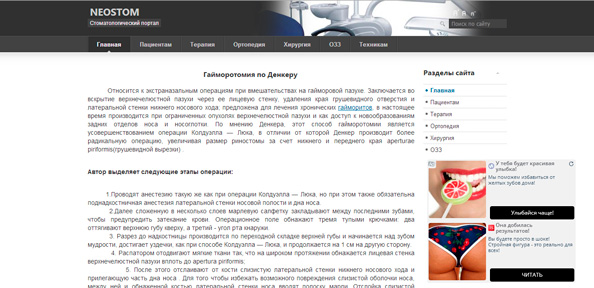 NEOSTOM
Стоматологический портал
Поиск по сайту
Главная Пациентам Терапия Ортопедия Хирургия ОЗЗ Техникам
Гайморотомия по Денкеру
Относится к экстраназальным операциям при вмешательствах на гайморовой пазухе. Заключается во
вскрытие верхнечелюстной пазухи через ее лицевую стенку, удаления края грушевидного отверстия и
латеральной стенки нижнего носового хода, предложена для лечения хронических гайморитов, в настоящее
время производится при ограниченных опухолях верхнечелюстной пазухи и как доступ к новообразованиям
задних отделов носа и носоглотки. По мнению Денкера, этот способ гайморотомии является
усовершенствованием операции Колдуэлла — Люка, в отличии от которой Денкер производит более
радикальную операцию, увеличивая размер риностомы за счет нижнего и переднего края aperturae
piriformis(грушевидной вырезки) .
Автор выделяет следующие этапы операции:
1.Проводят анестезию такую же как при операции Колдуэлла — Люка, но при этом также обязательна
поднадкостничная анестезия латеральной стенки носовой полости и дна носа.
2.Далее сложенную в несколько слоев марлевую салфетку закладывают между последними зубами,
чтобы предупредить затекание крови. Операционное поле обнажают тремя тупыми крючками: два
оттягивают верхнюю губу кверху, а третий - угол рта кнаружи.
3. Разрез до надкостницы производится по переходной складке верхней губы и начинается над зубом
мудрости, достигает уздечки, как при способе Колдуэлла — Люка, и продолжается на 1 см на другую сторону.
4. Распатором отодвигают мягкие ткани так, что на широком протяжении обнажается лицевая стенка
верхнечелюстной пазухи вплоть до apertura piriformis;
5. После этого отслаивают от кости слизистую латеральной стенки нижнего носового хода и
прилегающую часть дна носа . Для того чтобы избежать возможного повреждения слизистой оболочки носа,
между ней и обнаженной костью латеральной стенки носа вводят полоску марли. Отслойка слизистой
Разделы сайта
Главная
Пациентам
Терапия
Ортопедия
Хирургия
ОЗЗ
У тебя будет красивая
улыбка!
Мы поможем избавиться от
желтых зубов дома!
Улыбайся чаще!
Она добилась
результатов!
Вы будете просто в шоке!
Стройная фигура - это реально для
всех!
ЧИТАТЬ